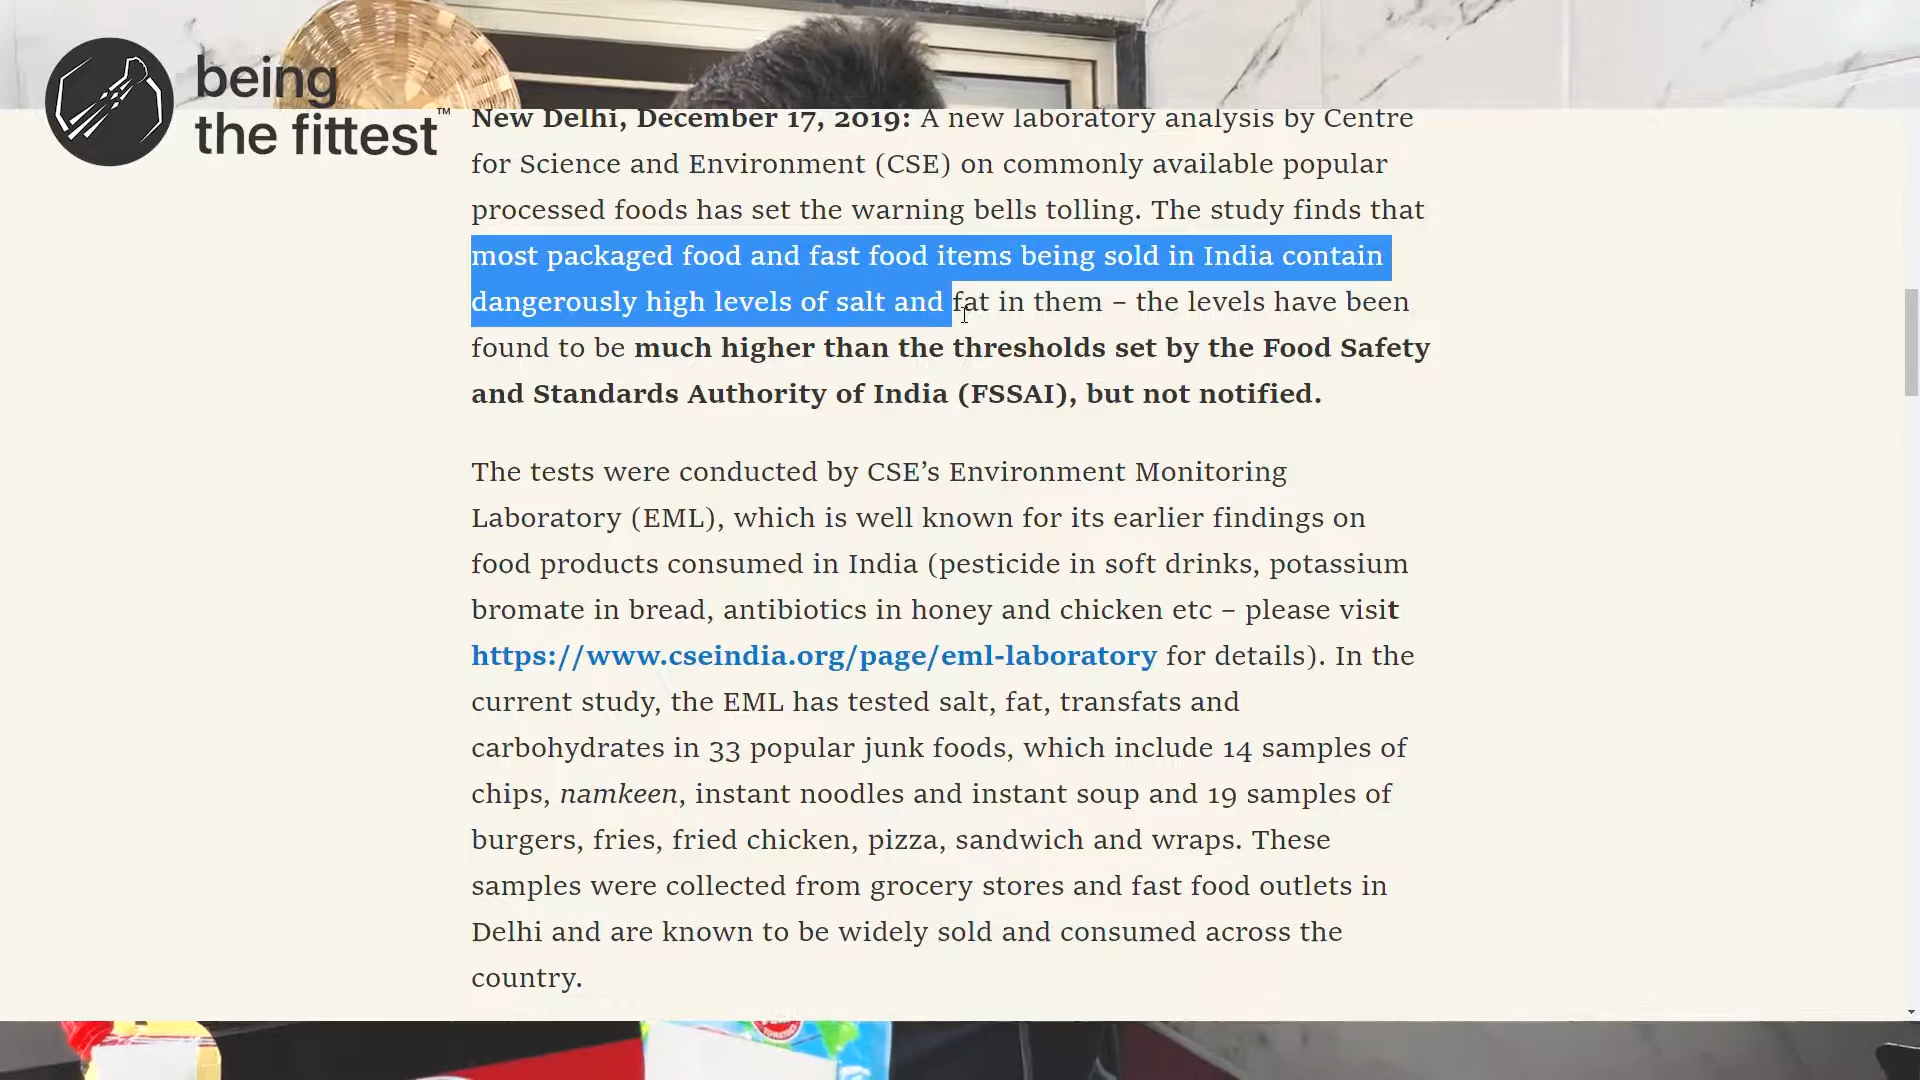 being
the fittest™
New Delhi, December 17, 2019: A new laboratory analysis by Centre
for Science and Environment (CSE) on commonly available popular
processed foods has set the warning bells tolling. The study finds that
most packaged food and fast food items being sold in India contain
dangerously high levels of salt and fat in them – the levels have been
found to be much higher than the thresholds set by the Food Safety
and Standards Authority of India (FSSAI), but not notified.
The tests were conducted by CSE’s Environment Monitoring
Laboratory (EML), which is well known for its earlier findings on
food products consumed in India (pesticide in soft drinks, potassium
bromate in bread, antibiotics in honey and chicken etc – please visit
https://www.cseindia.org/page/eml-laboratory for details). In the
current study, the EML has tested salt, fat, transfats and
carbohydrates in 33 popular junk foods, which include 14 samples of
chips, namkeen, instant noodles and instant soup and 19 samples of
burgers, fries, fried chicken, pizza, sandwich and wraps. These
samples were collected from grocery stores and fast food outlets in
Delhi and are known to be widely sold and consumed across the
country.